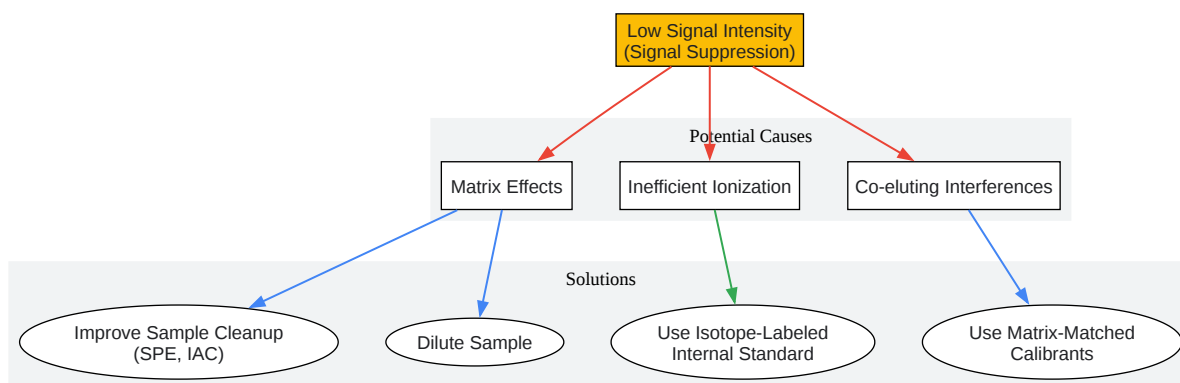 Low Signal Intensity
(Signal Suppression)
Potential Causes
Matrix Effects
Inefficient Ionization
Co-eluting Interferences
Solutions
Improve Sample Cleanup
(SPE, IAC)
Dilute Sample
Use Isotope-Labeled
Internal Standard
Use Matrix-Matched
Calibrants